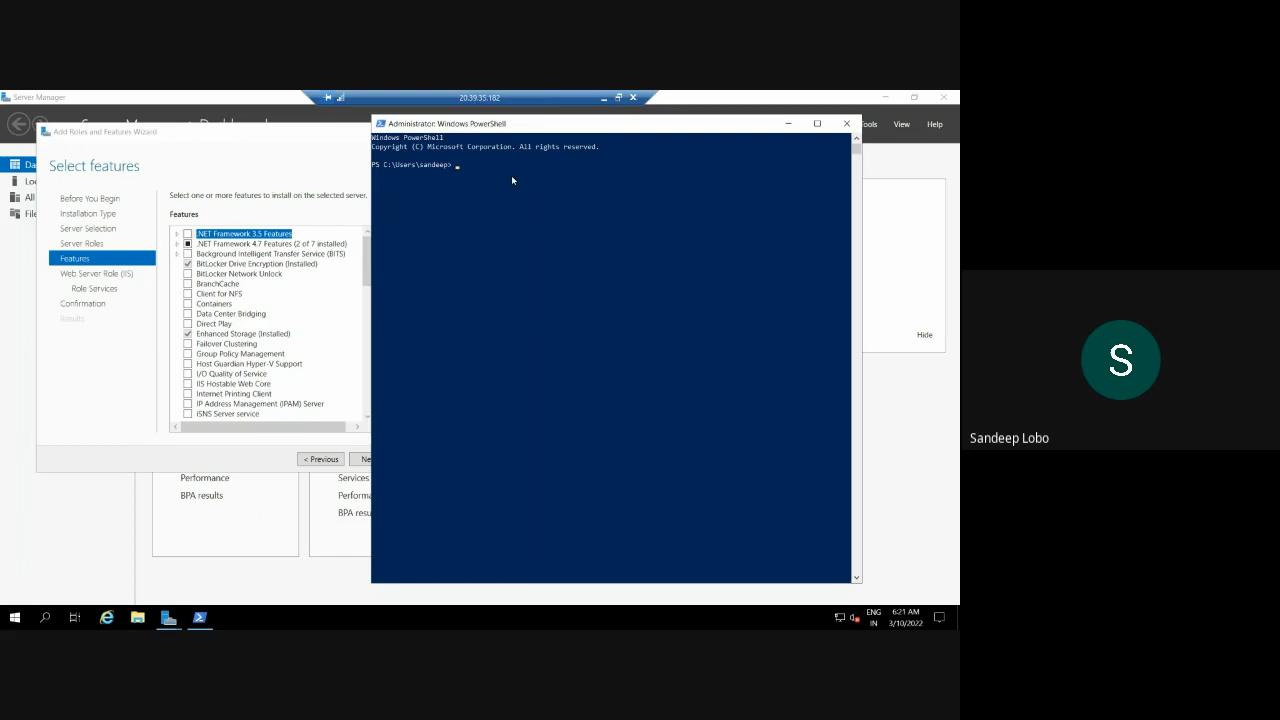 Server Manager
20.39.35.182
Tools
View
Help
Add Roles and Features Wizard
Select features
Before You Begin
Installation Type
Server Selection
Server Roles
Features
Web Server Role (IIS)
Role Services
Confirmation
Results
Select one or more features to install on the selected server.
Features
.NET Framework 3.5 Features
.NET Framework 4.7 Features (2 of 7 installed)
Background Intelligent Transfer Service (BITS)
BitLocker Drive Encryption (Installed)
BitLocker Network Unlock
BranchCache
Client for NFS
Containers
Data Center Bridging
Direct Play
Enhanced Storage (Installed)
Failover Clustering
Group Policy Management
Host Guardian Hyper-V Support
I/O Quality of Service
IIS Hostable Web Core
Internet Printing Client
IP Address Management (IPAM) Server
iSNS Server service
< Previous
Ne
Administrator: Windows PowerShell
Windows PowerShell
Copyright (C) Microsoft Corporation. All rights reserved.
PS C:\Users\sandeep>
Hide
All
Performance
BPA results
Services
Performa
BPA resu
ENG
IN
6:21 AM
3/10/2022
S
Sandeep Lobo